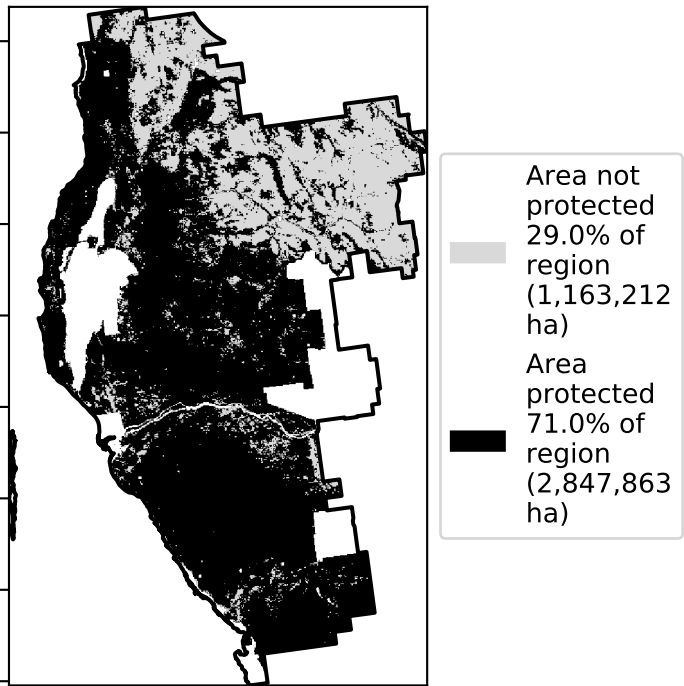 Area not
protected
29.0% of
region
(1,163,212
ha)
Area
protected
71.0% of
region
(2,847,863
ha)